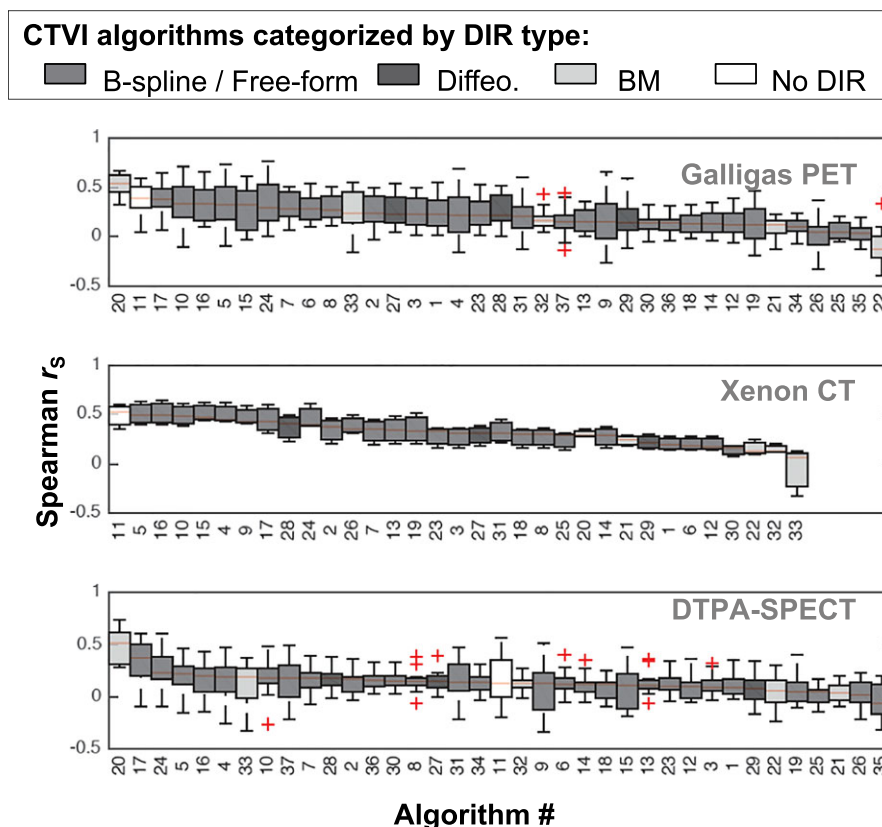 CTVI algorithms categorized by DIR type:
B-spline / Free-form Diffeo. BM No DIR
1
0.5
0
-0.5
Galligas PET
20 11 17 10 16 5 15 24 7 6 8 33 2 27 3 1 4 23 28 31 32 37 13 9 29 30 36 18 14 12 19 21 34 26 25 35 22
Spearman rS
1
0.5
0
-0.5
Xenon CT
11 5 16 10 15 4 9 17 28 24 2 26 7 13 19 23 3 27 31 18 8 25 20 14 21 29 1 6 12 30 22 32 33
1
0.5
0
-0.5
DTPA-SPECT
20 17 24 5 16 4 33 10 37 7 28 2 36 30 8 27 31 34 11 32 9 6 14 18 15 13 23 12 3 1 29 22 19 25 21 26 35
Algorithm #